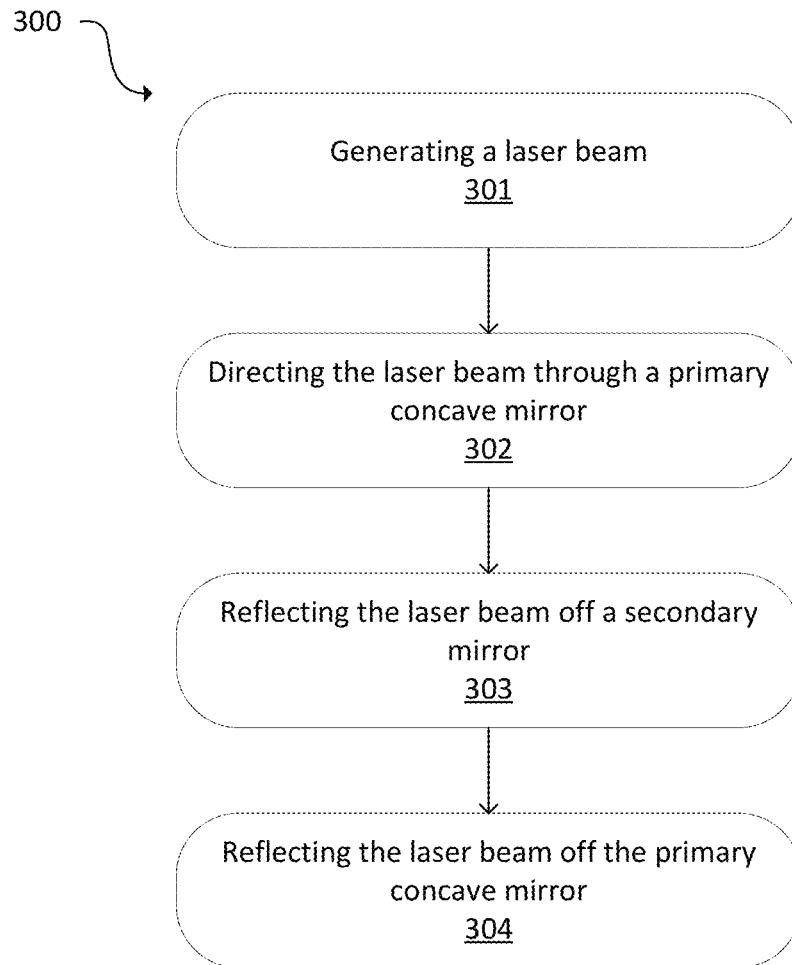 300
Generating a laser beam
301
Directing the laser beam through a primary
concave mirror
302
Reflecting the laser beam off a secondary
mirror
303
Reflecting the laser beam off the primary
concave mirror
304